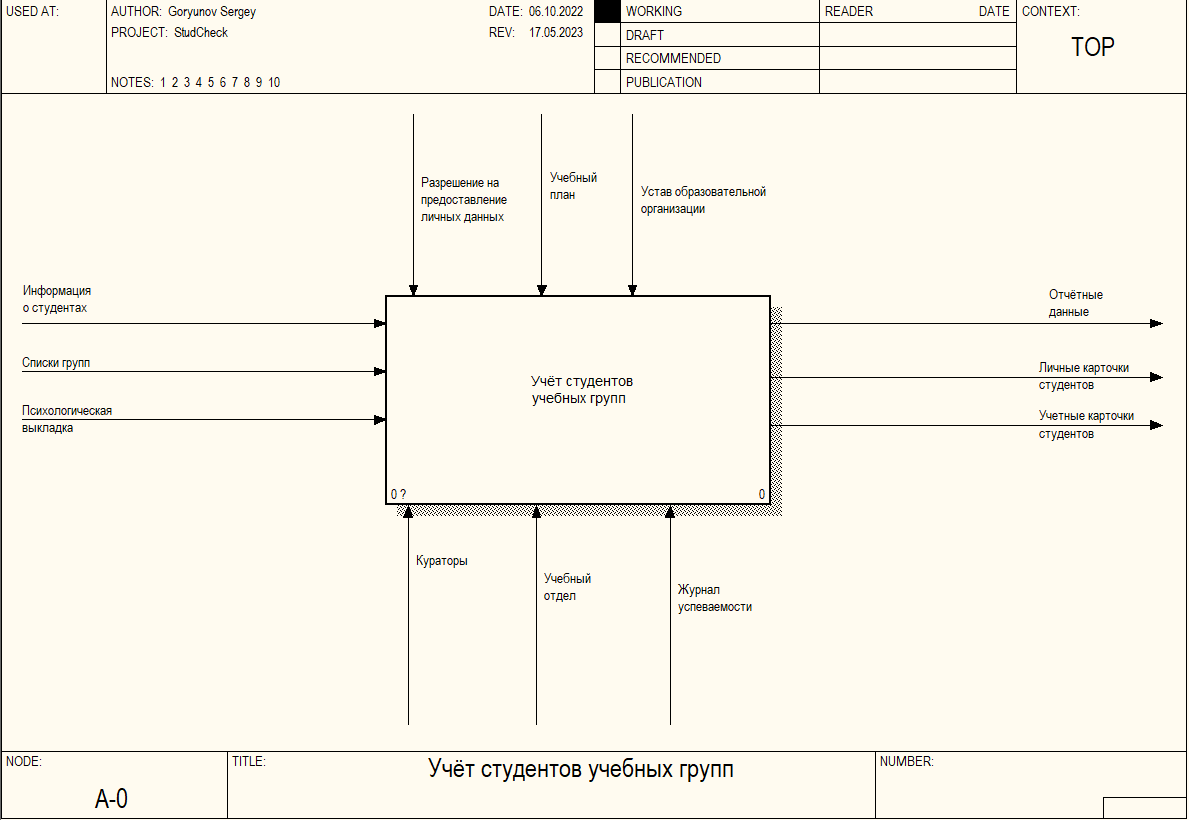 USED AT:
AUTHOR: Goryunov Sergey
DATE: 06.10.2022
PROJECT: StudCheck
REV: 17.05.2023
NOTES: 1 2 3 4 5 6 7 8 9 10
WORKING
DRAFT
RECOMMENDED
PUBLICATION
READER
DATE
CONTEXT:
TOP
Разрешение на
предоставление
личных данных
Учебный
план
Устав образовательной
организации
Информация
о студентах
Списки групп
Психологическая
выкладка
Учёт студентов
учебных групп
0 ?
0
Отчётные
данные
Личные карточки
студентов
Учетные карточки
студентов
Кураторы
Учебный
отдел
Журнал
успеваемости
NODE:
A-0
TITLE:
Учёт студентов учебных групп
NUMBER: